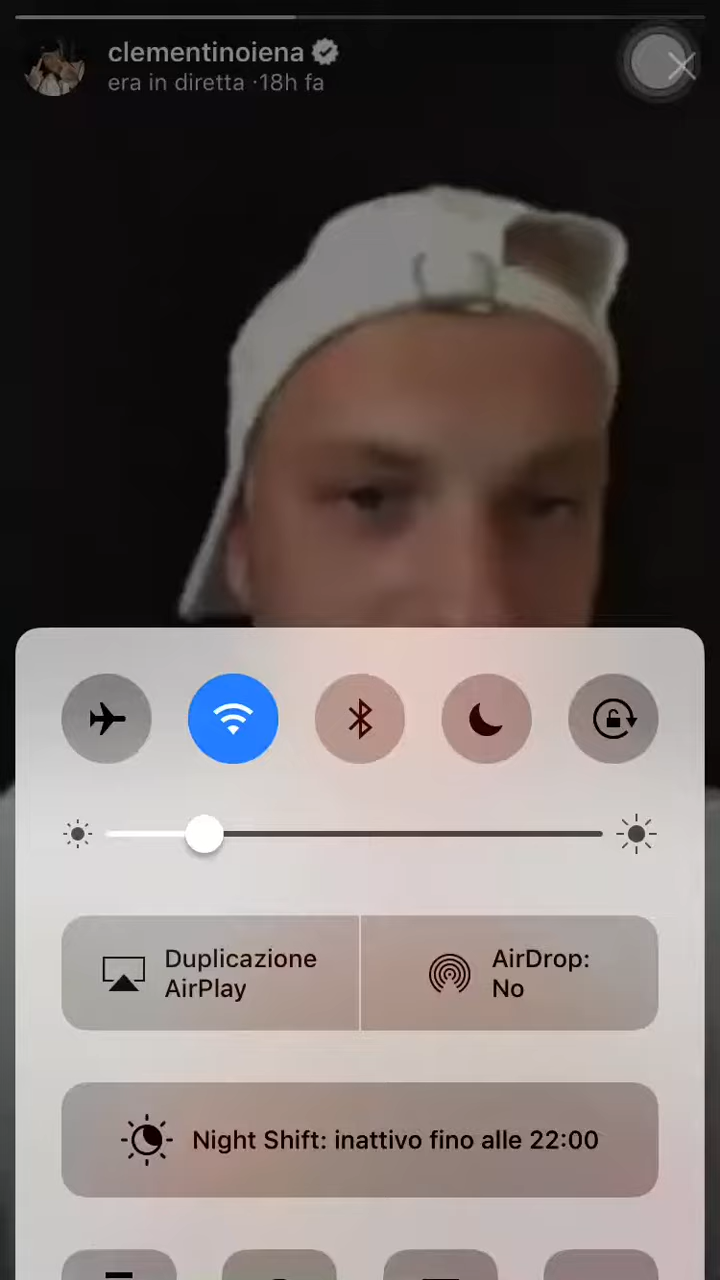 clementinoiena
era in diretta ·18h fa
Duplicazione
AirPlay
AirDrop:
No
Night Shift: inattivo fino alle 22:00